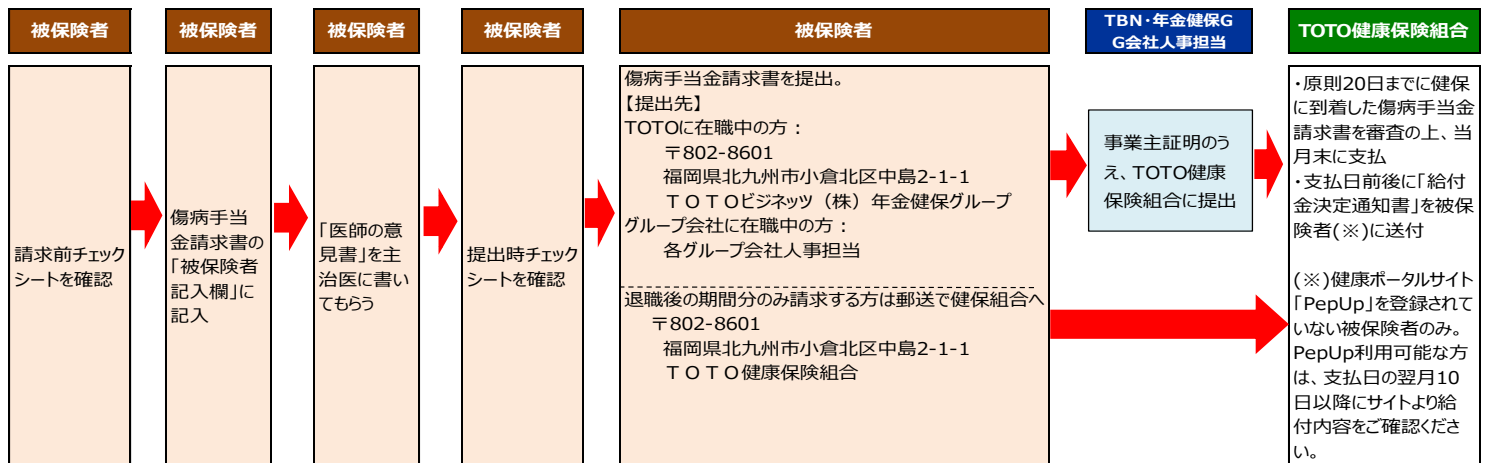 被保険者
被保険者
被保険者
被保険者
被保険者
TBN・年金健保G
G会社人事担当
TOTO健康保険組合
請求前チェック
シートを確認
傷病手当
金請求書の
「被保険者
記入欄」に
記入
「医師の意
見書」を主
治医に書い
てもらう
提出時チェック
シートを確認
傷病手当金請求書を提出。
【提出先】
TOTOに在職中の方：
〒802-8601
福岡県北九州市小倉北区中島2-1-1
ＴＯＴＯビジネッツ（株）年金健保グループ
グループ会社に在職中の方：
各グループ会社人事担当
退職後の期間分のみ請求する方は郵送で健保組合へ
〒802-8601
福岡県北九州市小倉北区中島2-1-1
ＴＯＴＯ健康保険組合
事業主証明のう
え、TOTO健康
保険組合に提出
・原則20日までに健保
に到着した傷病手当金
請求書を審査の上、当
月末に支払
・支払日前後に「給付
金決定通知書」を被保
険者(※)に送付
(※)健康ポータルサイト
「PepUp」を登録されて
いない被保険者のみ。
PepUp利用可能な方
は、支払日の翌月10
日以降にサイトより給
付内容をご確認くださ
い。